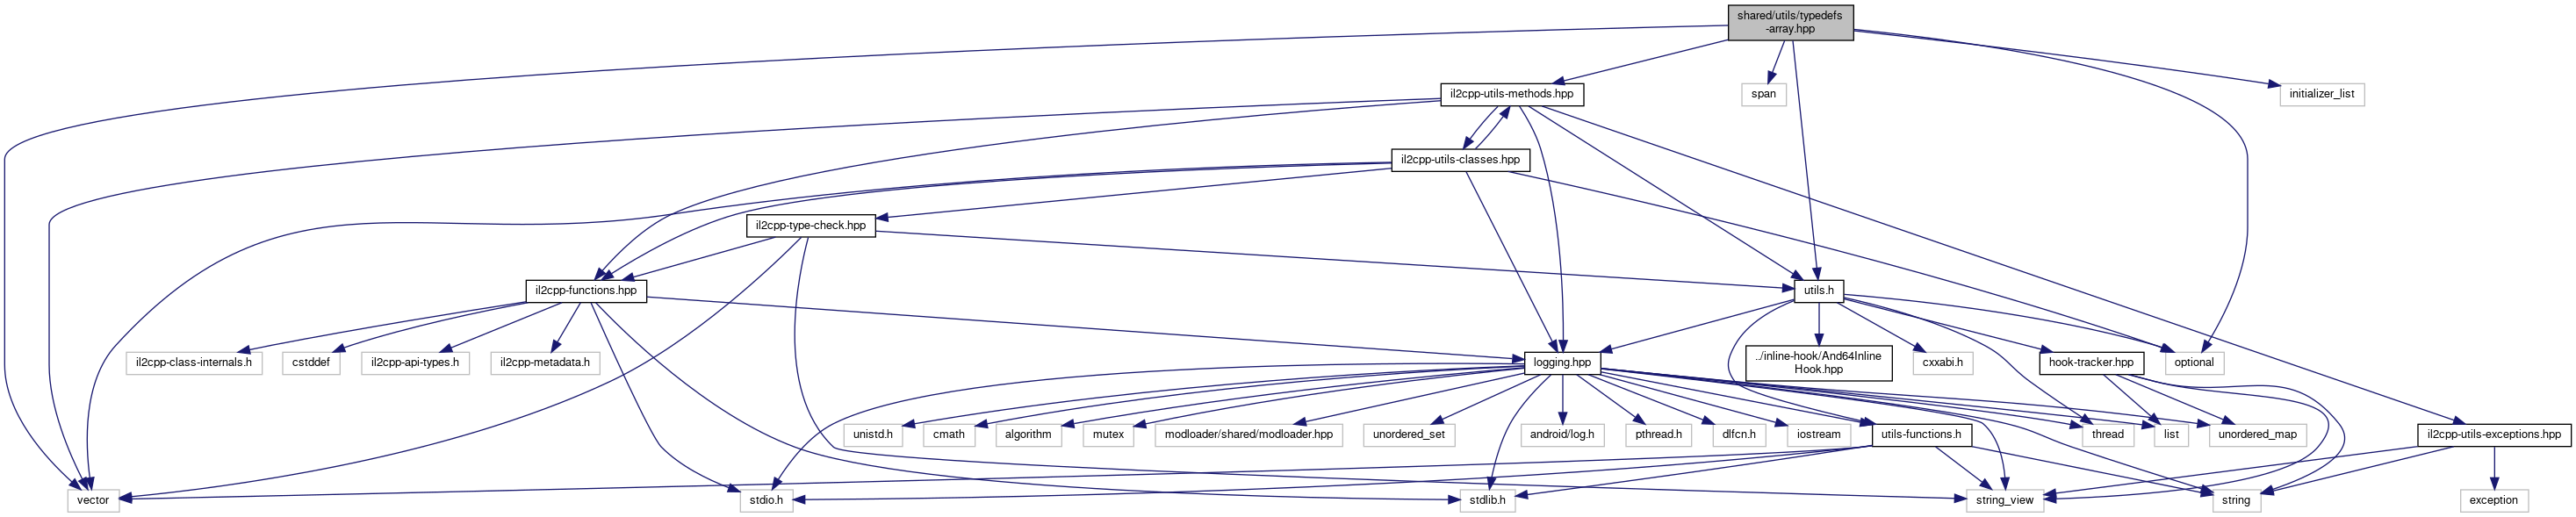 shared/utils/typedefs
-array.hpp
il2cpp-utils-methods.hpp
span
initializer_list
il2cpp-utils-classes.hpp
il2cpp-type-check.hpp
il2cpp-functions.hpp
utils.h
il2cpp-class-internals.h
cstddef
il2cpp-api-types.h
il2cpp-metadata.h
logging.hpp
../inline-hook/And64Inline
Hook.hpp
cxxabi.h
hook-tracker.hpp
optional
unistd.h
cmath
algorithm
mutex
modloader/shared/modloader.hpp
unordered_set
android/log.h
pthread.h
dlfcn.h
iostream
utils-functions.h
thread
list
unordered_map
il2cpp-utils-exceptions.hpp
vector
stdio.h
stdlib.h
string_view
string
exception